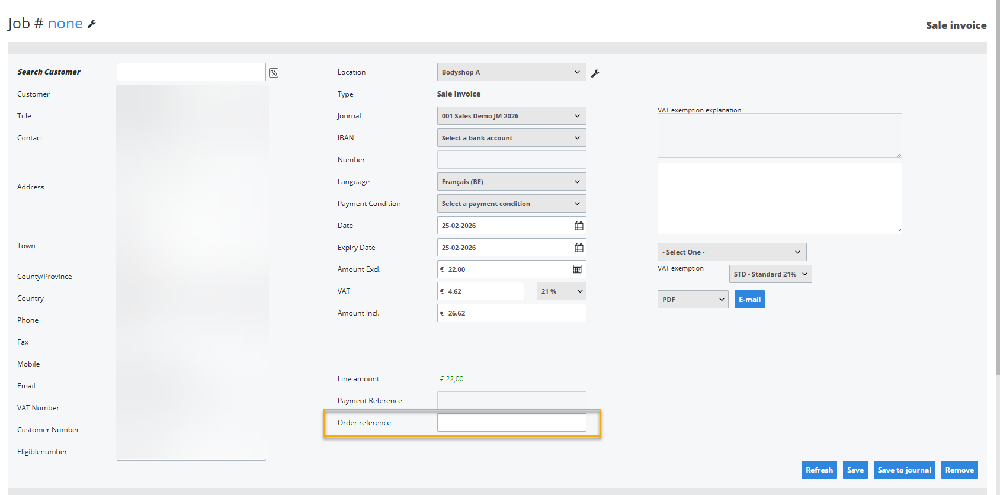 Job # none
Sale invoice
Search Customer
%
Customer
Title
Contact
Address
Town
County/Province
Country
Phone
Fax
Mobile
Email
VAT Number
Customer Number
Eligiblenumber
Location
Bodyshop A
Type
Sale Invoice
Journal
001 Sales Demo JM 2026
IBAN
Select a bank account
Number
Language
Français (BE)
Payment Condition
Select a payment condition
Date
25-02-2026
Expiry Date
25-02-2026
Amount Excl.
€ 22.00
VAT
€ 4.62
21 %
Amount Incl.
€ 26.62
Line amount
€ 22,00
Payment Reference
Order reference
VAT exemption explanation
- Select One -
VAT exemption
STD - Standard 21%
PDF
E-mail
Refresh
Save
Save to journal
Remove